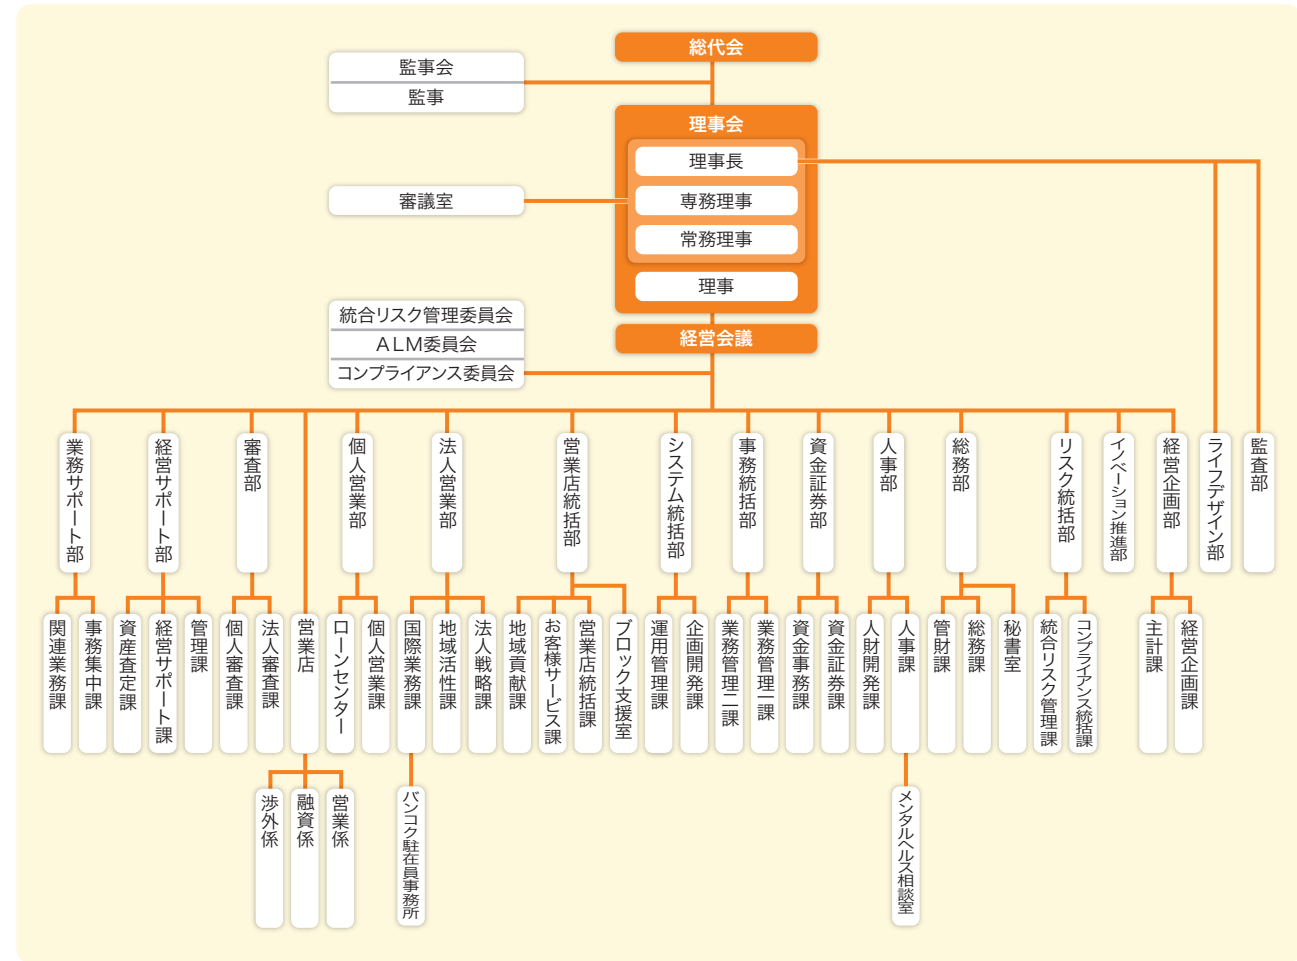 総代会
監事会
監事
理事会
理事長
専務理事
常務理事
理事
審議室
経営会議
統合リスク管理委員会
ALM委員会
コンプライアンス委員会
業務サポート部
経営サポート部
審査部
個人営業部
法人営業部
営業店統括部
システム統括部
事務統括部
資金証券部
人事部
総務部
リスク統括部
イノベーション推進部
経営企画部
ライフデザイン部
監査部
関連業務課
事務集中課
資産査定課
経営サポート課
管理課
個人審査課
法人審査課
営業店
ローンセンター
個人営業課
国際業務課
地域活性課
法人戦略課
地域貢献課
お客様サービス課
営業店統括課
ブロック支援室
運用管理課
企画開発課
業務管理二課
業務管理一課
資金事務課
資金証券課
人財開発課
人事課
管財課
総務課
秘書室
統合リスク管理課
コンプライアンス統括課
主計課
経営企画課
渉外係
融資係
営業係
バンコク駐在員事務所
メンタルヘルス相談室